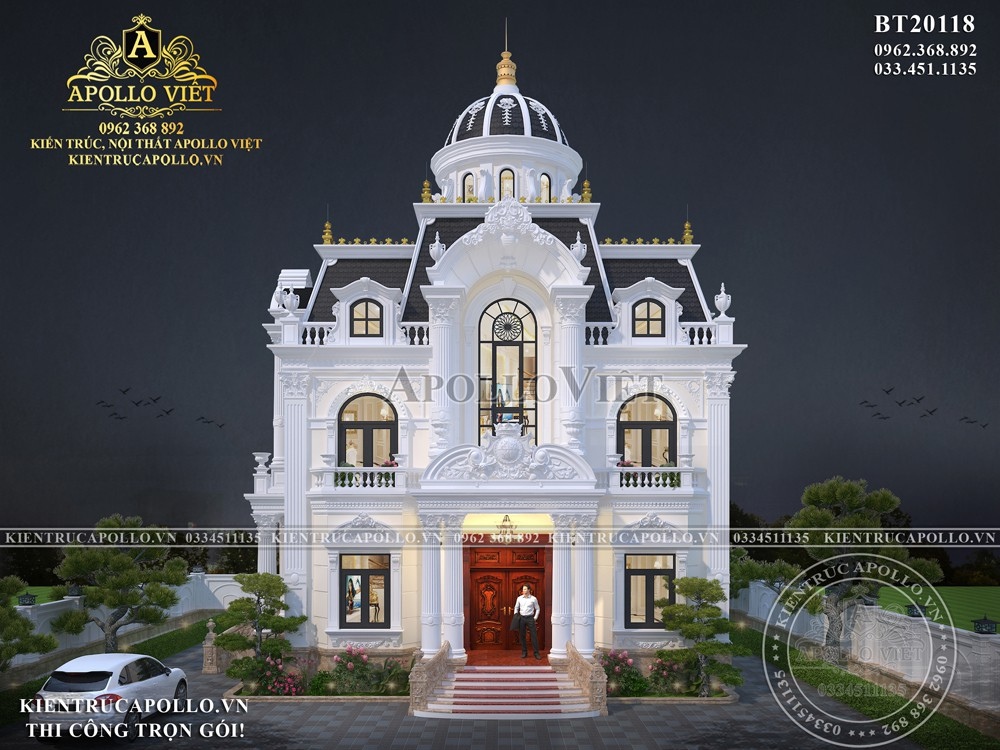 A
APOLLO VIỆT
0962 368 892
KIẾN TRÚC, NỘI THẤT APOLLO VIỆT
KIENTRUCAPOLLO.VN
BT20118
0962.368.892
033.451.1135
APOLLO VIỆT
KIENTRUCAPOLLO.VN 0334511135 KIENTRUCAPOLLO.VN 0962 368 892 KIENTRUCAPOLLO.VN 0334511135 KIENTRUCAPOLLO.VN
KIENTRUC APOLLO.VN
APOLLO VIỆT
0334511135
0334511135 *** 0962 368 892
KIENTRUCAPOLLO.VN
THI CÔNG TRỌN GÓI!